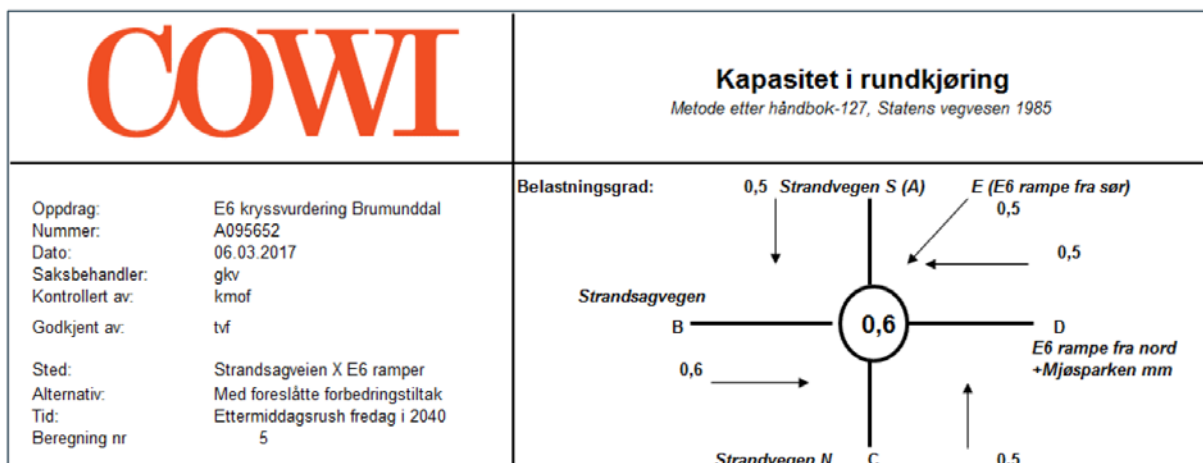 COWI
Kapasitet i rundkjøring
Metode etter håndbok-127, Statens vegvesen 1985
Oppdrag: E6 kryssvurdering Brumunddal
Nummer: A095652
Dato: 06.03.2017
Saksbehandler: gkv
Kontrollert av: kmof
Godkjent av: tvf
Sted: Strandsagveien X E6 ramper
Alternativ: Med foreslåtte forbedringstiltak
Tid: Ettermiddagsrush fredag i 2040
Beregning nr 5
Belastningsgrad: 0,5 Strandvegen S (A) E (E6 rampe fra sør)
0,5
0,5
Strandsagvegen
B 0,6 D
E6 rampe fra nord
+Mjøsparken mm
0,6
Strandvegen N C 0,5